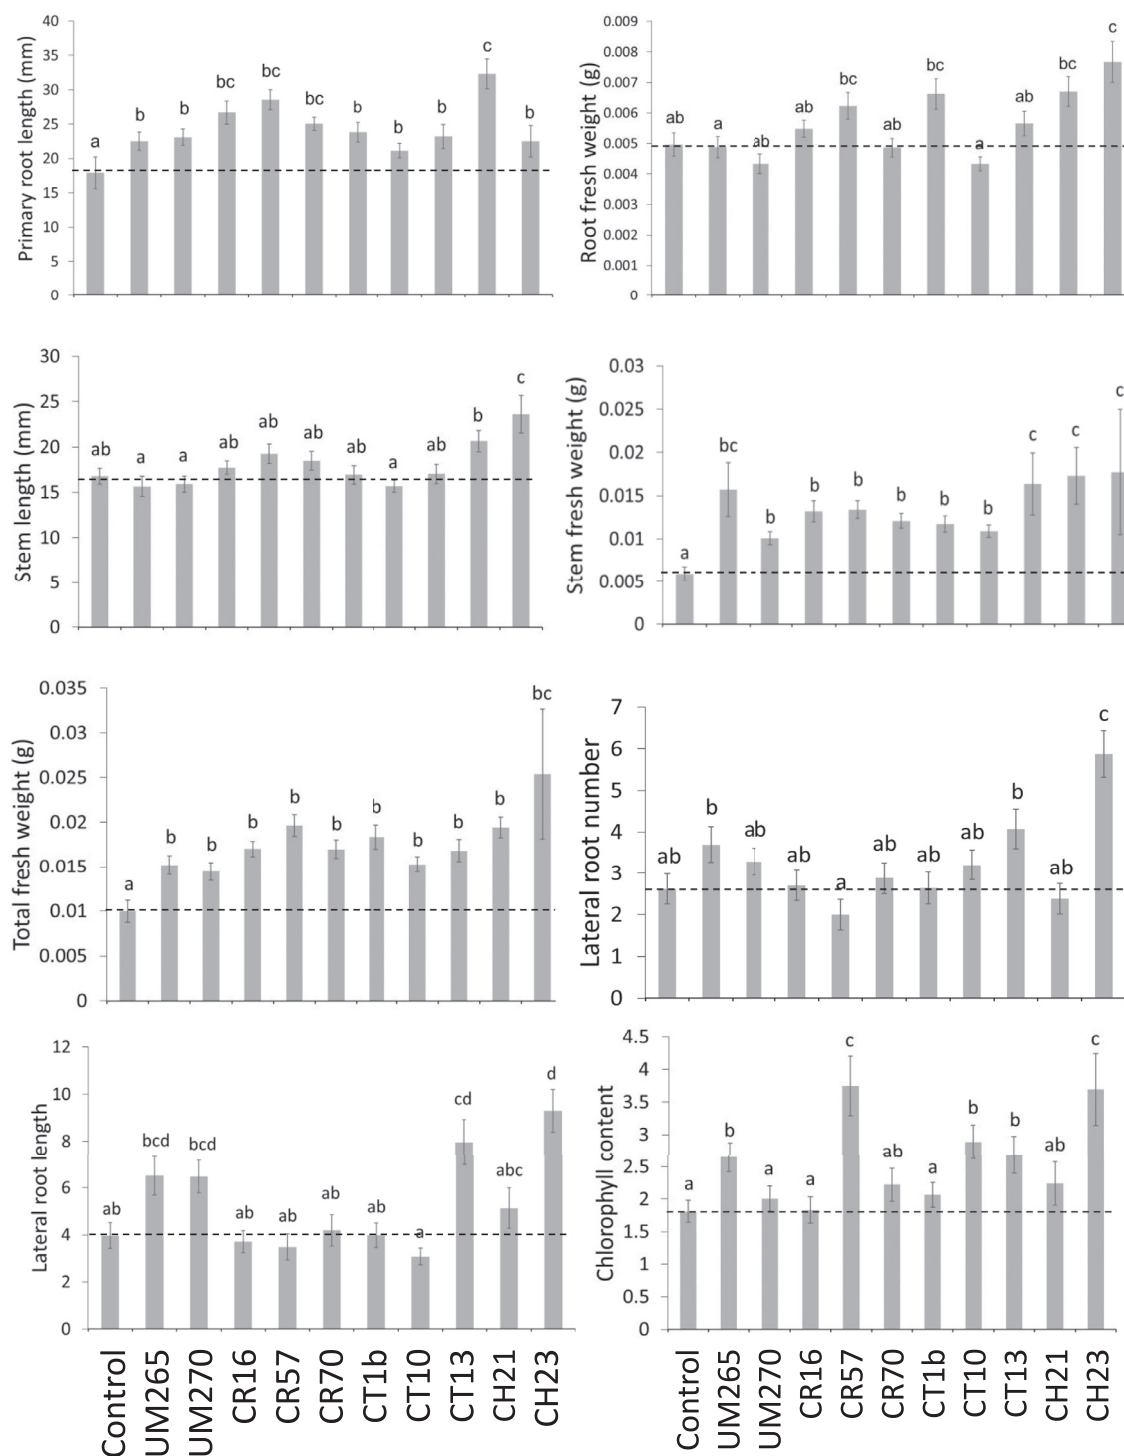 Primary root length (mm)
40
35
30
25
20
15
10
5
0
a
b
b
bc
bc
bc
b
b
b
c
b
Root fresh weight (g)
0.009
0.008
0.007
0.006
0.005
0.004
0.003
0.002
0.001
0
ab
a
ab
ab
bc
ab
bc
a
ab
bc
c
Stem length (mm)
30
25
20
15
10
5
0
ab
a
a
ab
ab
ab
ab
a
ab
b
c
Stem fresh weight (g)
0.03
0.025
0.02
0.015
0.01
0.005
0
a
bc
b
b
b
b
b
b
c
c
c
Total fresh weight (g)
0.035
0.03
0.025
0.02
0.015
0.01
0.005
0
a
b
b
b
b
b
b
b
b
b
bc
Lateral root number
7
6
5
4
3
2
1
0
ab
b
ab
ab
a
ab
ab
ab
b
ab
c
Lateral root length
12
10
8
6
4
2
0
ab
bcd
bcd
ab
ab
ab
ab
a
cd
abc
d
Control
UM265
UM270
CR16
CR57
CR70
CT1b
CT10
CT13
CH21
CH23
Chlorophyll content
4.5
4
3.5
3
2.5
2
1.5
1
0.5
0
a
b
a
a
c
ab
a
b
b
ab
c
Control
UM265
UM270
CR16
CR57
CR70
CT1b
CT10
CT13
CH21
CH23